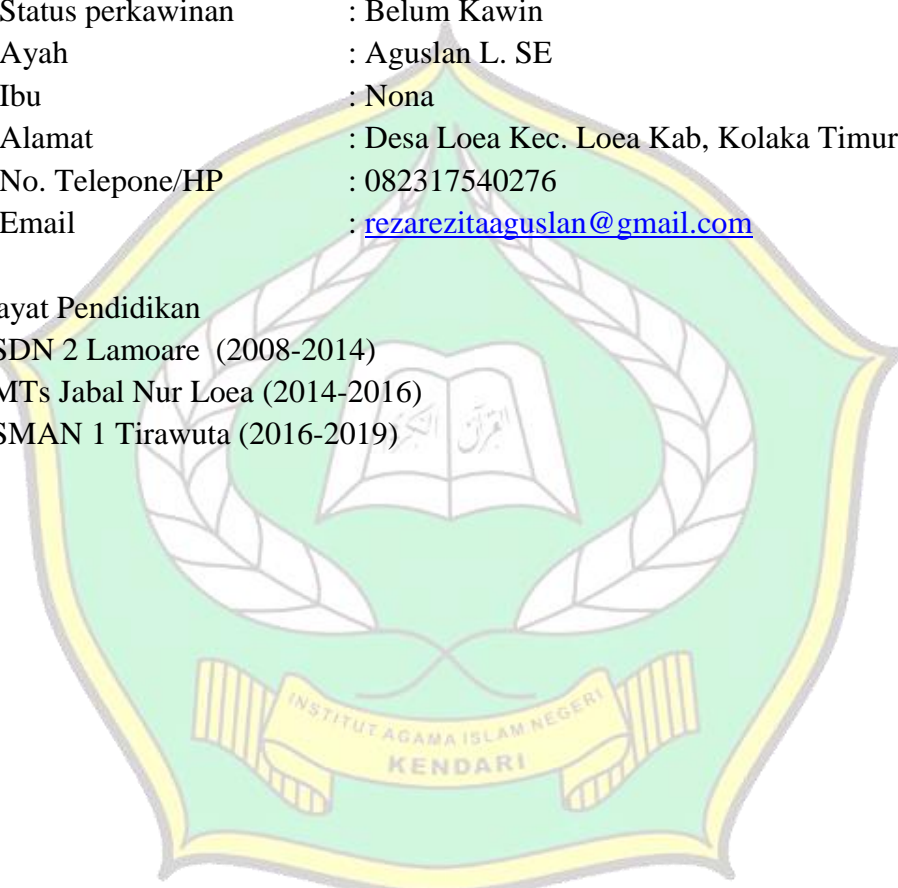 Status perkawinan : Belum Kawin
Ayah : Aguslan L. SE
Ibu : Nona
Alamat : Desa Loea Kec. Loea Kab, Kolaka Timur
No. Telepone/HP : 082317540276
Email : rezarezitaaguslan@gmail.com
ayat Pendidikan
SDN 2 Lamoare (2008-2014)
MTs Jabal Nur Loea (2014-2016)
SMAN 1 Tirawuta (2016-2019)
القرآن الكريم
INSTITUT AGAMA ISLAM NEGERI
KENDARI